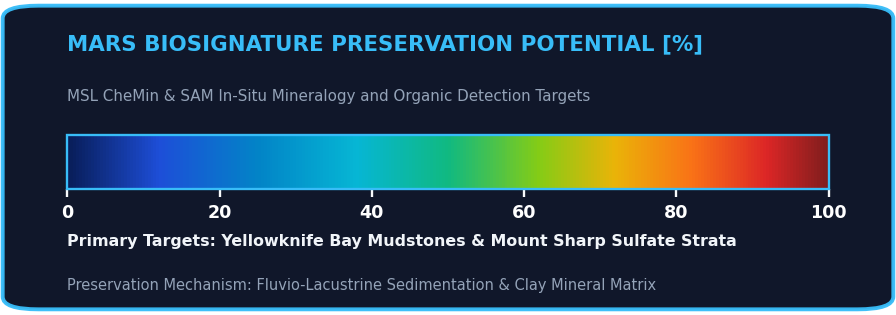 MARS BIOSIGNATURE PRESERVATION POTENTIAL [%]
MSL CheMin & SAM In-Situ Mineralogy and Organic Detection Targets
0 20 40 60 80 100
Primary Targets: Yellowknife Bay Mudstones & Mount Sharp Sulfate Strata
Preservation Mechanism: Fluvio-Lacustrine Sedimentation & Clay Mineral Matrix